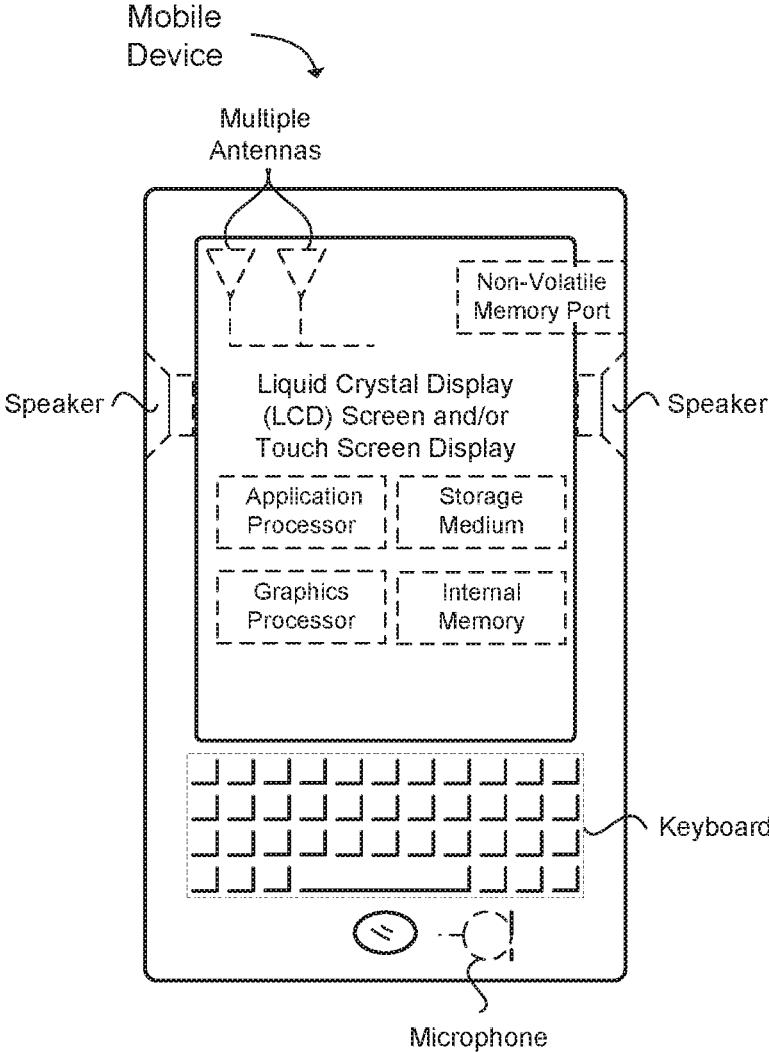 Mobile
Device
Multiple
Antennas
Non-Volatile
Memory Port
Speaker
Liquid Crystal Display
(LCD) Screen and/or
Touch Screen Display
Speaker
Application
Processor
Storage
Medium
Graphics
Processor
Internal
Memory
Keyboard
Microphone